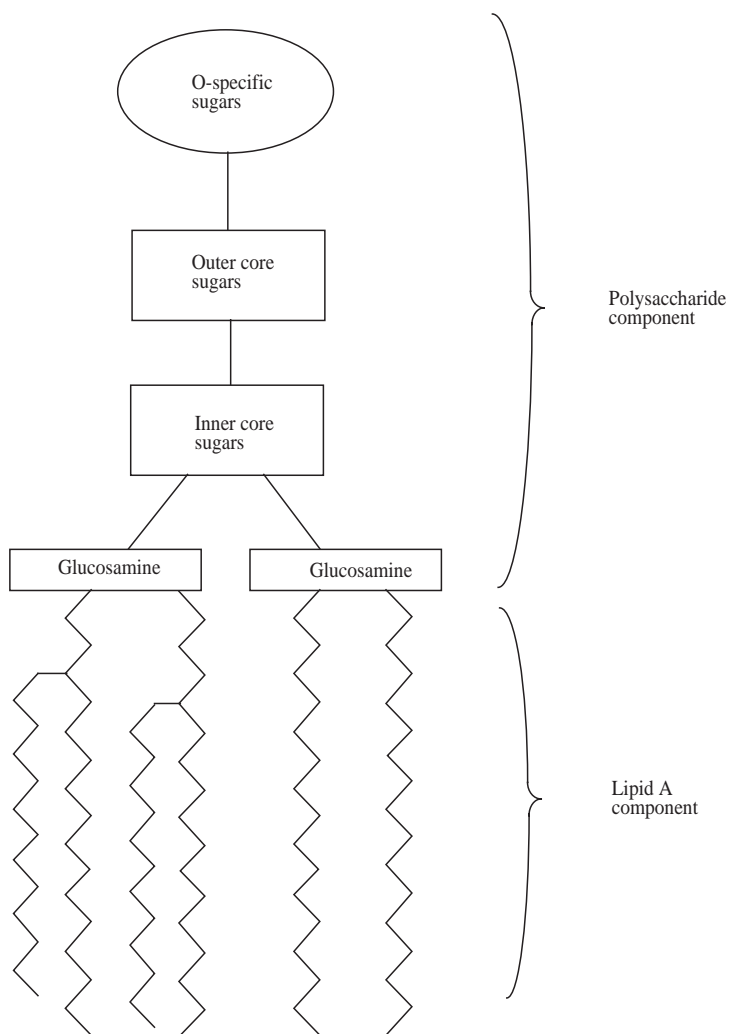 O-specific
sugars
Outer core
sugars
Polysaccharide
component
Inner core
sugars
Glucosamine
Glucosamine
Lipid A
component